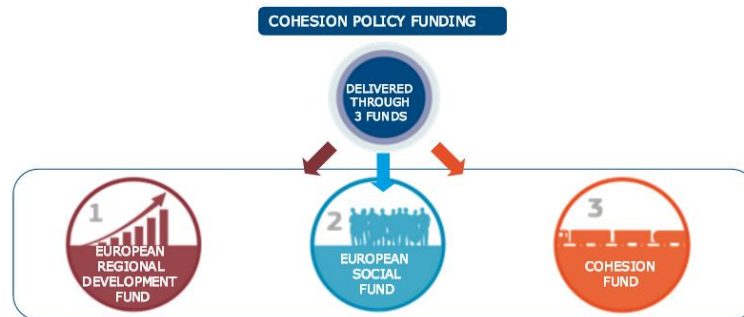 COHESION POLICY FUNDING
DELIVERED
THROUGH
3 FUNDS
1
EUROPEAN
REGIONAL
DEVELOPMENT
FUND
2
EUROPEAN
SOCIAL
FUND
3
COHESION
FUND